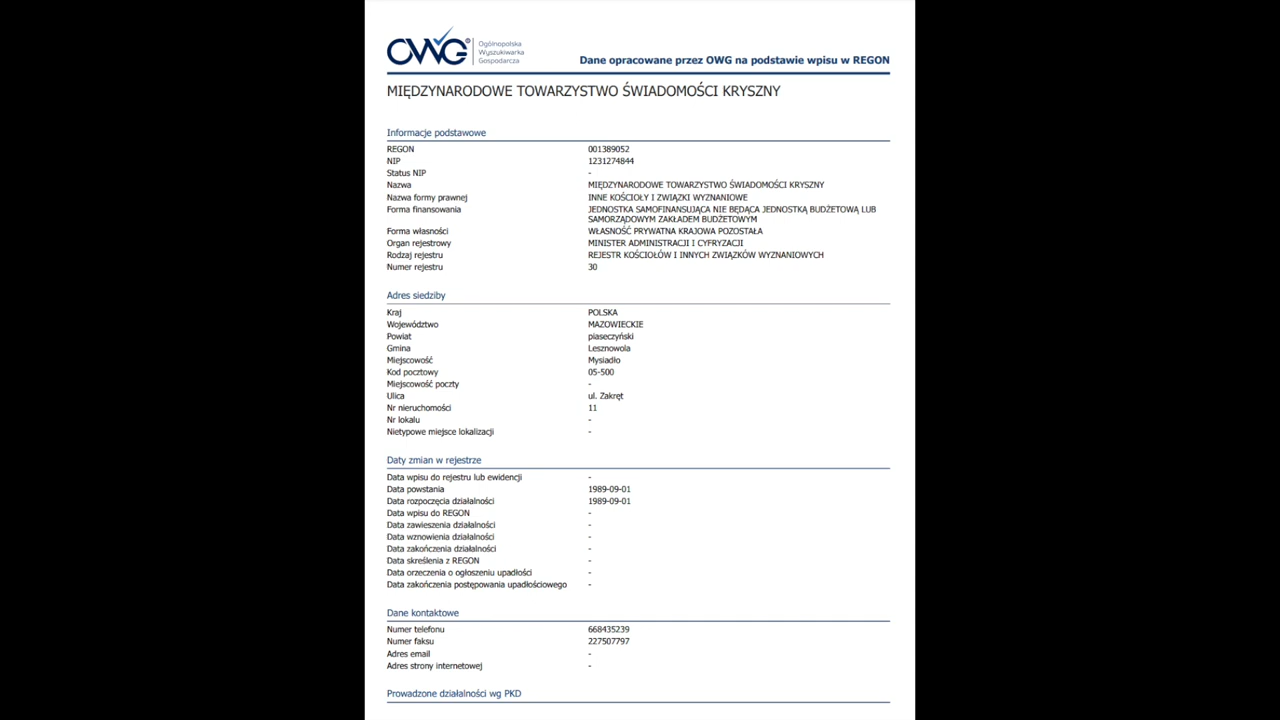 OWG®
Ogólnopolska
Wyszukiwarka
Gospodarcza
Dane opracowane przez OWG na podstawie wpisu w REGON
MIĘDZYNARODOWE TOWARZYSTWO ŚWIADOMOŚCI KRYSZNY
Informacje podstawowe
REGON 001389052
NIP 1231274844
Status NIP -
Nazwa MIĘDZYNARODOWE TOWARZYSTWO ŚWIADOMOŚCI KRYSZNY
Nazwa formy prawnej INNE KOŚCIOŁY I ZWIĄZKI WYZNANIOWE
Forma finansowania JEDNOSTKA SAMOFINANSUJĄCA NIE BĘDĄCA JEDNOSTKĄ BUDŻETOWĄ LUB
SAMORZĄDOWYM ZAKŁADEM BUDŻETOWYM
Forma własności WŁASNOŚĆ PRYWATNA KRAJOWA POZOSTAŁA
Organ rejestrowy MINISTER ADMINISTRACJI I CYFRYZACJI
Rodzaj rejestru REJESTR KOŚCIOŁÓW I INNYCH ZWIĄZKÓW WYZNANIOWYCH
Numer rejestru 30
Adres siedziby
Kraj POLSKA
Województwo MAZOWIECKIE
Powiat piaseczyński
Gmina Lesznowola
Miejscowość Mysiadło
Kod pocztowy 05-500
Miejscowość poczty -
Ulica ul. Zakręt
Nr nieruchomości 11
Nr lokalu -
Nietypowe miejsce lokalizacji -
Daty zmian w rejestrze
Data wpisu do rejestru lub ewidencji -
Data powstania 1989-09-01
Data rozpoczęcia działalności 1989-09-01
Data wpisu do REGON -
Data zawieszenia działalności -
Data wznowienia działalności -
Data zakończenia działalności -
Data skreślenia z REGON -
Data orzeczenia o ogłoszeniu upadłości -
Data zakończenia postępowania upadłościowego -
Dane kontaktowe
Numer telefonu 668435239
Numer faksu 227507797
Adres email -
Adres strony internetowej -
Prowadzone działalności wg PKD